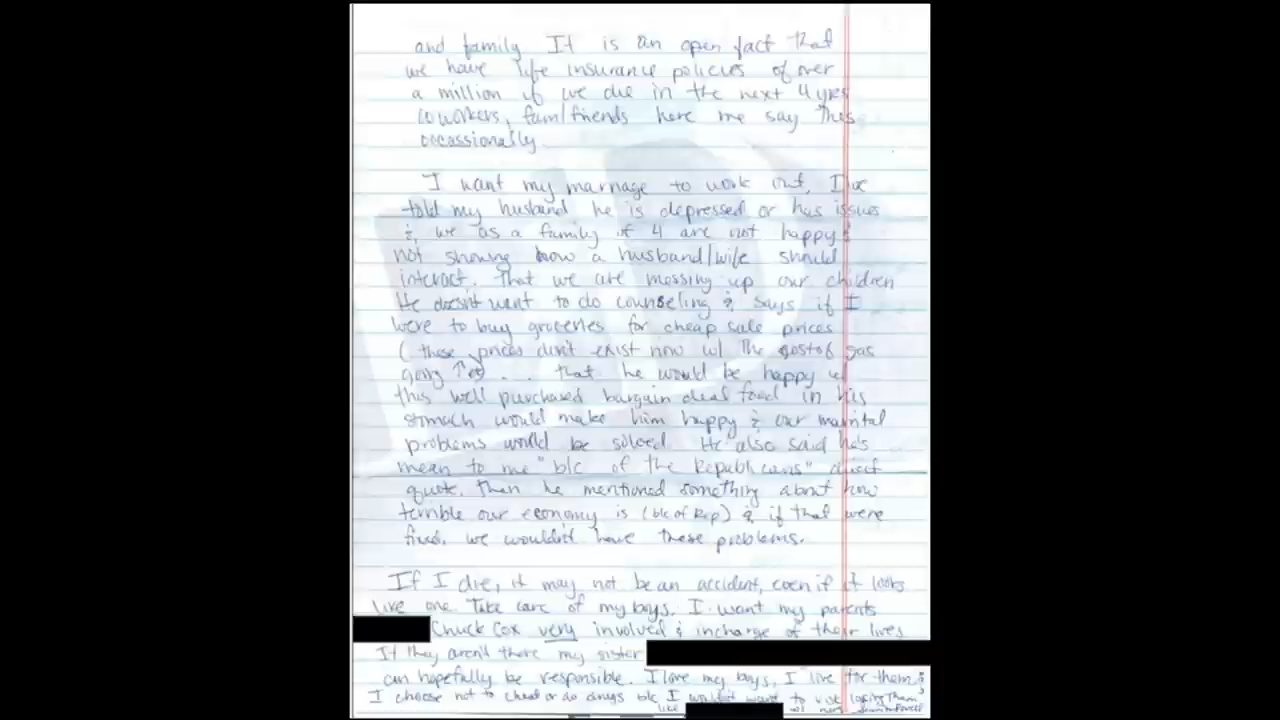 and family It is an open fact that
we have life insurance policies of over
a million if we die in the next 4 yrs
coworkers, fam/friends here me say this
occassionally.
I want my marriage to work out, I've
told my husband he is depressed or has issues
& we as a family of 4 are not happy &
not showing how a husband/wife should
interact. That we are messing up our children
He doesn't want to do counseling & says if I
were to buy groceries for cheap sale prices
(these prices don't exist now w/ the cost of gas
going ↑ ... that he would be happy
this well purchased bargain deal food in his
stomach would make him happy & our marital
problems would be solved. He also said he's
mean to me "b/c of the Republicans" direct
quote. Then he mentioned something about how
terrible our economy is (b/c of Rep) & if that were
fixed, we wouldn't have these problems.
If I die, it may not be an accident, even if it looks
like one. Take care of my boys. I want my parents
Chuck Cox very involved & incharge of their lives
If they aren't there my sister
can hopefully be responsible. I love my boys, I live for them &
I choose not to cheat or do drugs b/c I wouldn't want to risk losing them,
like